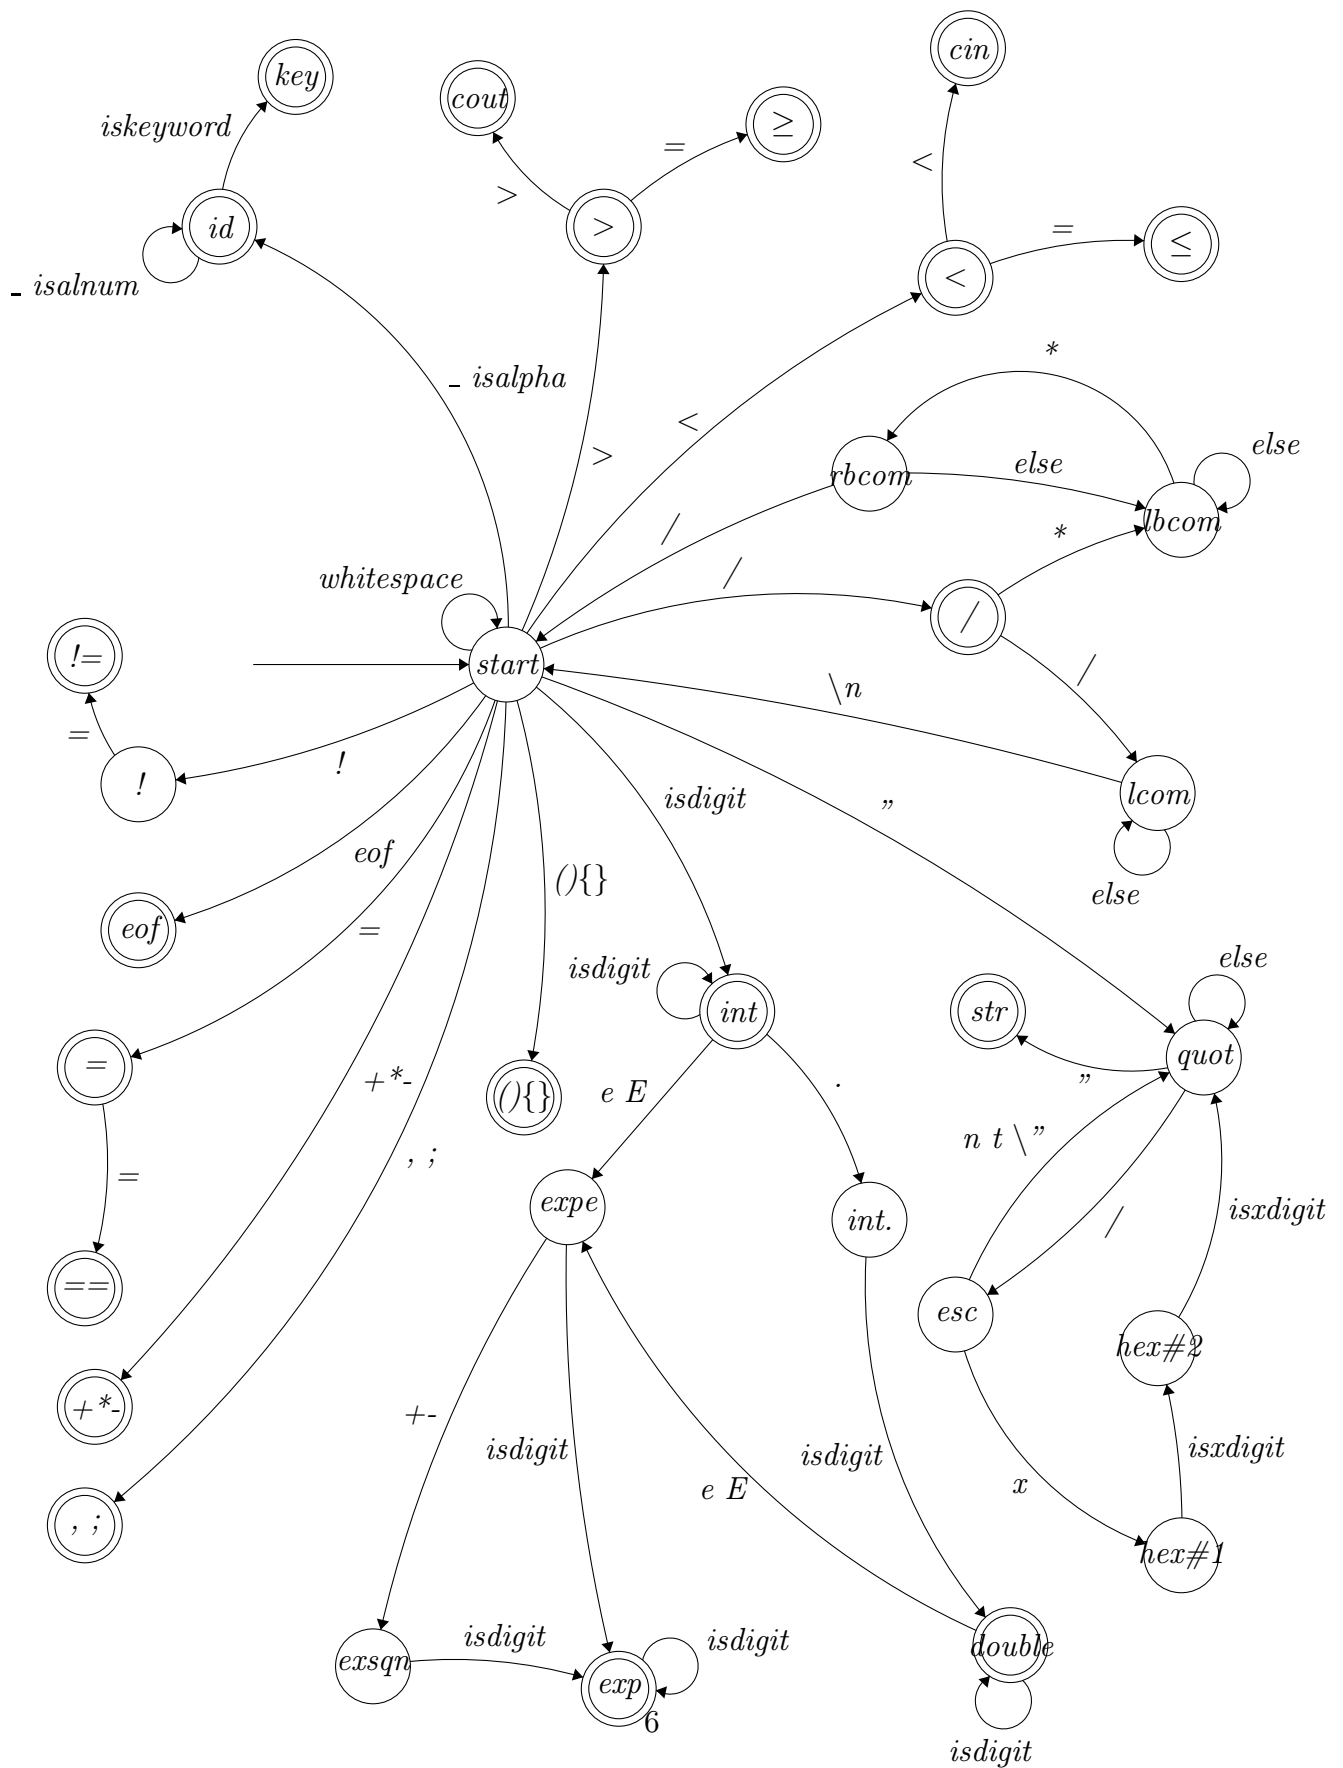 cin
key
cout
≥
iskeyword
=
<
>
id
>
=
≤
<
_ isalnum
*
_ isalpha
<
else
>
rbcom
else
lbcom
/
*
/
whitespace
/
!=
start
/
\n
=
!
!
lcom
isdigit
”
eof
(){}
else
eof
=
else
isdigit
int
str
=
quot
+*-
(){}
e E
.
”
n t \”
, ;
=
expe
int.
isxdigit
/
==
esc
hex#2
+*-
+-
isdigit
isdigit
isxdigit
e E
x
, ;
hex#1
isdigit
exsqn
isdigit
double
exp
6
isdigit